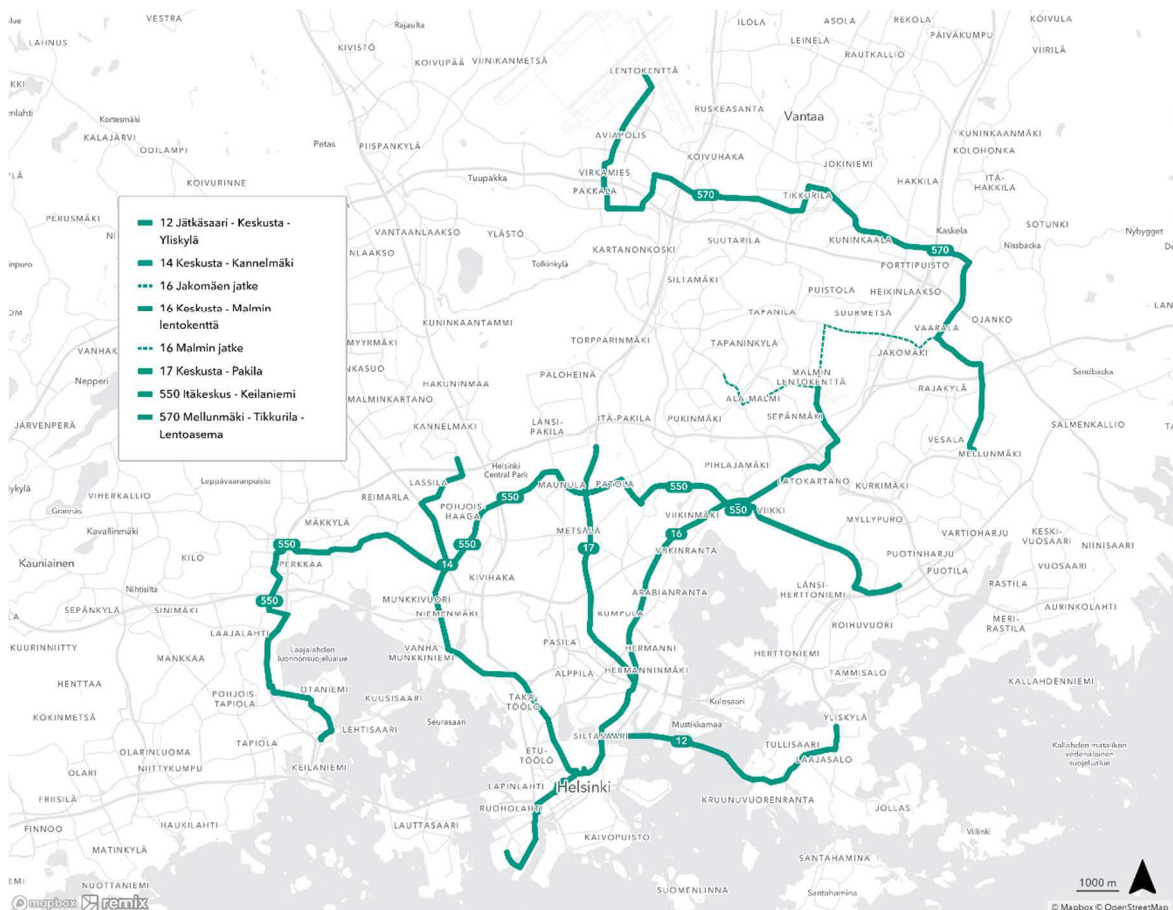 VESTRA
Rajasilta
ILOLA
ASOLA
REKOLA
KOIVULA
LAHNUS
KIVISTÖ
KOIVUPÄÄ
VIINIKANMETSÄ
LEINELÄ
PÄIVÄKUMPU
RAUTKALLIO
VIIRILÄ
LENTOKENTTÄ
Kortesmäki
KALAJÄRVI
ODILAMPI
Petas
PIISPANKYLÄ
AVIAPOLIS
RUSKEASANTA
Vantaa
KUNINKAANMÄKI
KOLOHONKA
KOIVURINNE
Tuupakka
VIRKAMIES
PAKKALA
KOIVUHAKA
JOKINIEMI
TIKKURILA
HAKKILA
ITÄ-
HAKKILA
570
PERUSMÄKI
VANTAANLAAKSO
YLÄSTÖ
KARTANONKOSKI
SUUTARILA
KUNINKAALA
Kaskela
SOTUNKI
Nissbacka
Nybygget
570
Tolkinkylä
PORTTIPUISTO
12 Jätkäsaari - Keskusta -
Yliskylä
14 Keskusta - Kannelmäki
16 Jakomäen jatke
16 Keskusta - Malmin
lentokenttä
16 Malmin jatke
17 Keskusta - Pakila
550 Itäkeskus - Keilaniemi
570 Mellunmäki - Tikkurila -
Lentoasema
SILTAMÄKI
PUISTOLA
HEIKINLAAKSO
TAPANILA
SUURMETSA
OJANKO
KUNINKAANTAMMI
VAARALA
MYYRMÄKI
TORPPARINMÄKI
TAPANINKYLÄ
JAKOMÄKI
Nepperi
PALOHEINÄ
HAKUNINMAA
MALMIN
LENTOKENTTÄ
Sandbacka
MALMINKARTANO
ALA-MALMI
RAJAKYLÄ
JÄRVENPERÄ
KANNELMÄKI
LÄNSI-
PAKILA
ITÄ-PAKILA
PUKINMÄKI
SEPÄNMÄKI
SALMENKALLIO
VESALA
MELLUNMÄKI
Leppävaaranpuisto
LASSILA
Helsinki
Central Park
PIHLAJAMÄKI
VIHERKALLIO
REIMARLA
MAUNULA
PATOLA
LATOKARTANO
KURKIMÄKI
Grannäs
Kavallinmäki
MÄKKYLÄ
POHJOIS-
HAAGA
550
550
550
VIIKKI
VIIKINMÄKI
MYLLYPURO
VARTIOHARJU
KESKI-
VUOSAARI
NIINISAARI
METSÄLÄ
16
550
550
KILO
PERKKAA
17
VIIKINRANTA
PUOTINHARJU
PUOTILA
VUOSAARI
Kauniainen
14
KIVIHAKA
RASTILA
Nihtisilta
ARABIANRANTA
LÄNSI-
HERTTONIEMI
550
MUNKKIVUORI
NIEMENMÄKI
AURINKOLAHTI
SEPÄNKYLÄ
SINIMÄKI
KUMPULA
ROIHUVUORI
MERI-
RASTILA
LAAJALAHTI
PASILA
HERMANNI
HERTTONIEMI
KUURINNIITTY
MANKKAA
Laajalahden
luonnonsuojelualue
VANHA
MUNKKINIEMI
ALPPILA
HERMANNINMÄKI
TAMMISALO
HENTTAA
OTANIEMI
KUUSISAARI
KALLAHDENNIEMI
POHJOIS-
TAPIOLA
TAKA-
TÖÖLÖ
Kulosaari
KOKINMETSÄ
LEHTISAARI
Seurasaari
Mustikkamaa
YLISKYLÄ
SILTASAARI
12
TAPIOLA
TULLISAARI
LAAJASALO
Kallahden matalikon
vedenalainen
suojelualue
OLARINLUOMA
ETU-
TÖÖLÖ
OLARI
NIITTYKUMPU
KEILANIEMI
LAPINLAHTI
Helsinki
FRIISILÄ
RUOHOLAHTI
KRUUNUVUORENRANTA
JOLLAS
HAUKILAHTI
LAUTTASAARI
FINNOO
KAIVOPUISTO
Villinki
MATINKYLÄ
SANTAHAMINA
NUOTTANIEMI
SUOMENLINNA
Santahamina
1000 m
mapbox remix
© Mapbox © OpenStreetMap